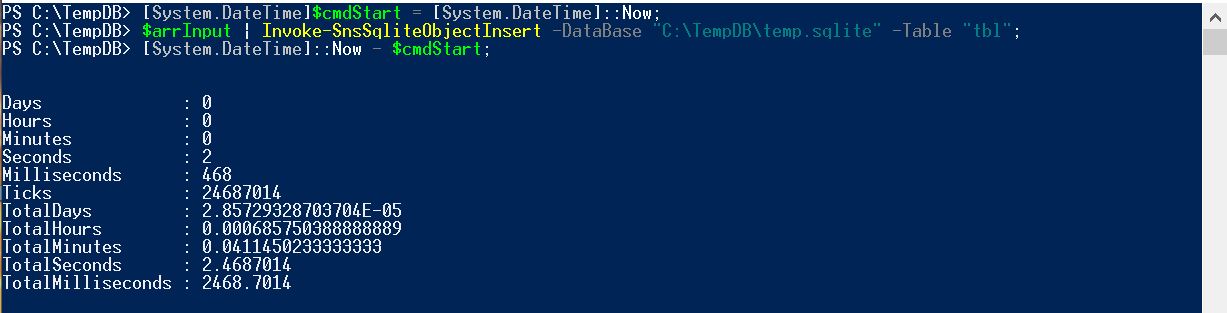 PS C:\TempDB> [System.DateTime]$cmdStart = [System.DateTime]::Now;
PS C:\TempDB> $arrInput | Invoke-SnsSqliteObjectInsert -DataBase "C:\TempDB\temp.sqlite" -Table "tbl";
PS C:\TempDB> [System.DateTime]::Now - $cmdStart;
Days              : 0
Hours             : 0
Minutes           : 0
Seconds           : 2
Milliseconds      : 468
Ticks             : 24687014
TotalDays         : 2.85729328703704E-05
TotalHours        : 0.000685750388888889
TotalMinutes      : 0.0411450233333333
TotalSeconds      : 2.4687014
TotalMilliseconds : 2468.7014